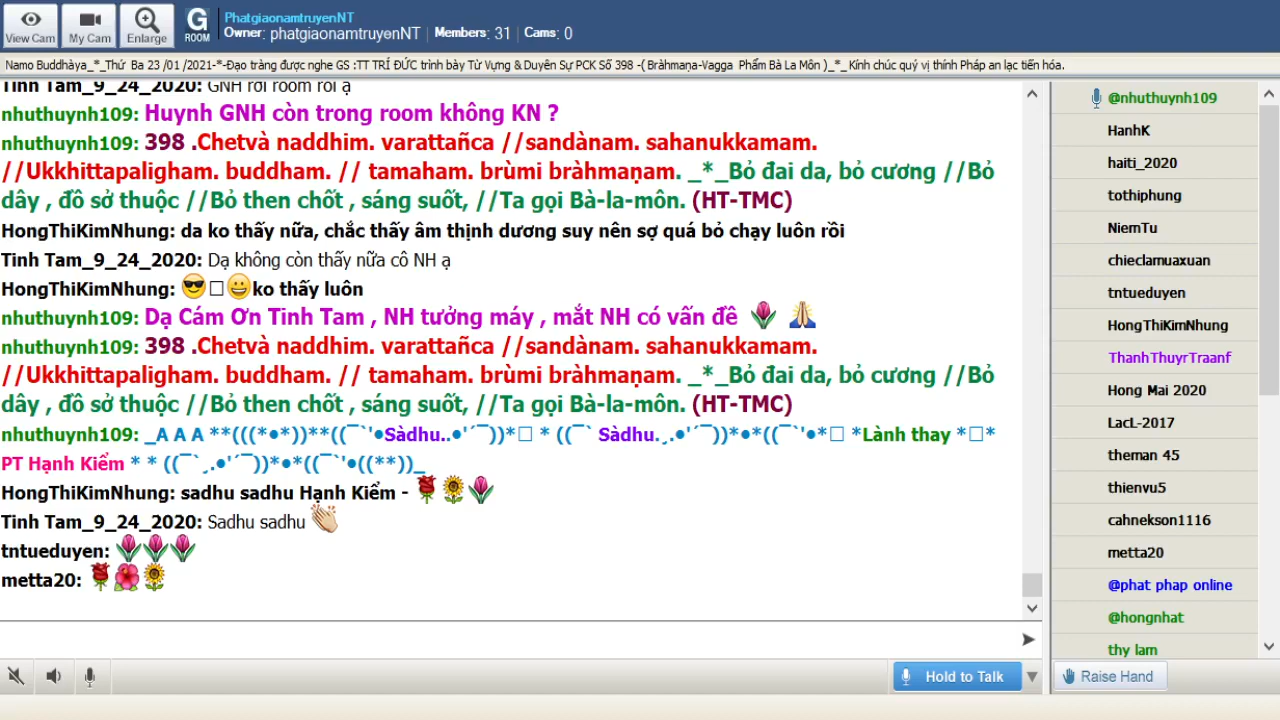 View Cam
My Cam
Enlarge
G
ROOM
PhatgiaonamtruyenNT
Owner: phatgiaonamtruyenNT | Members: 31 | Cams: 0
Namo Buddhàya_*_Thứ Ba 23 /01 /2021-*-Đạo tràng được nghe GS :TT TRÍ ĐỨC trình bày Từ Vựng & Duyên Sự PCK Số 398 -( Bràhmaṇa-Vagga Phẩm Bà La Môn )_*_ Kính chúc quý vị thính Pháp an lạc tiến hóa.
Tinh Tam_9_24_2020: GNH rời room rồi ạ
nhuthuynh109: Huynh GNH còn trong room không KN ?
nhuthuynh109: 398 .Chetvà naddhim. varattañca //sandànam. sahanukkamam.
//Ukkhittapaligham. buddham. // tamaham. brùmi bràhmaṇam. _*_Bỏ đai da, bỏ cương //Bỏ
dây , đồ sở thuộc //Bỏ then chốt , sáng suốt, //Ta gọi Bà-la-môn. (HT-TMC)
HongThiKimNhung: da ko thấy nữa, chắc thấy âm thịnh dương suy nên sợ quá bỏ chạy luôn rồi
Tinh Tam_9_24_2020: Dạ không còn thấy nữa cô NH ạ
HongThiKimNhung: 😎□😀ko thấy luôn
nhuthuynh109: Dạ Cám Ơn Tinh Tam , NH tưởng máy , mắt NH có vấn đề 🌷 🙏
nhuthuynh109: 398 .Chetvà naddhim. varattañca //sandànam. sahanukkamam.
//Ukkhittapaligham. buddham. // tamaham. brùmi bràhmaṇam. _*_Bỏ đai da, bỏ cương //Bỏ
dây , đồ sở thuộc //Bỏ then chốt , sáng suốt, //Ta gọi Bà-la-môn. (HT-TMC)
nhuthuynh109: _A A A **(((*•*))**((¯`'•Sàdhu..•'´¯))*□ * ((¯` Sàdhu.¸.•'´¯))*•*((¯`'•*□ *Lành thay *□*
PT Hạnh Kiểm * * ((¯`¸.•'´¯))*•*((¯`'•((**))_
HongThiKimNhung: sadhu sadhu Hạnh Kiểm - 🌹🌻🌷
Tinh Tam_9_24_2020: Sadhu sadhu 👏
tntueduyen: 🌷🌷🌷
metta20: 🌹🌺🌻
Hold to Talk
@nhuthuynh109
HanhK
haiti_2020
tothiphung
NiemTu
chieclamuaxuan
tntueduyen
HongThiKimNhung
ThanhThuyrTraanf
Hong Mai 2020
LacL-2017
theman 45
thienvu5
cahnekson1116
metta20
@phat phap online
@hongnhat
thy lam
Raise Hand